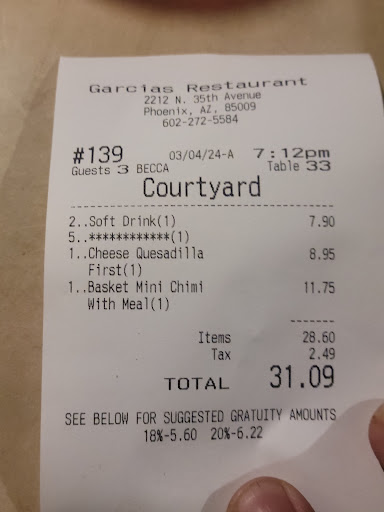 Garcias Restaurant
2212 N. 35th Avenue
Phoenix, AZ, 85009
602-272-5584
#139 03/04/24-A 7:12pm
Guests 3 BECCA Table 33
Courtyard
2..Soft Drink(1) 7.90
5..************(1)
1..Cheese Quesadilla 8.95
First(1)
1..Basket Mini Chimi 11.75
With Meal(1)
Items 28.60
Tax 2.49
TOTAL 31.09
SEE BELOW FOR SUGGESTED GRATUITY AMOUNTS
18%-5.60 20%-6.22